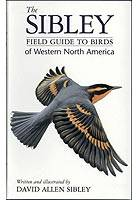 The
SIBLEY
FIELD GUIDE TO BIRDS
of Western North America
Written and illustrated by
DAVID ALLEN SIBLEY